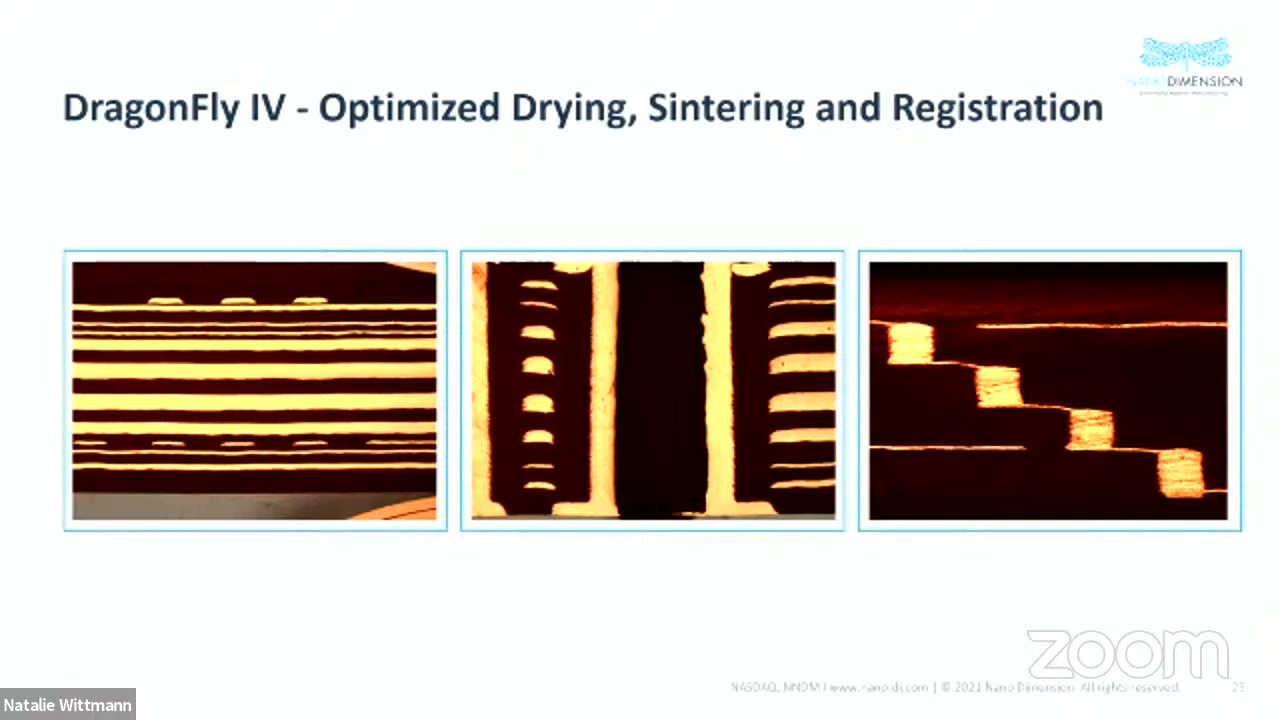 NANO DIMENSION
DragonFly IV - Optimized Drying, Sintering and Registration
zoom
NASDAQ: NNDM I www.nano-di.com | © 2021 Nano Dimension. All rights reserved.
Natalie Wittmann